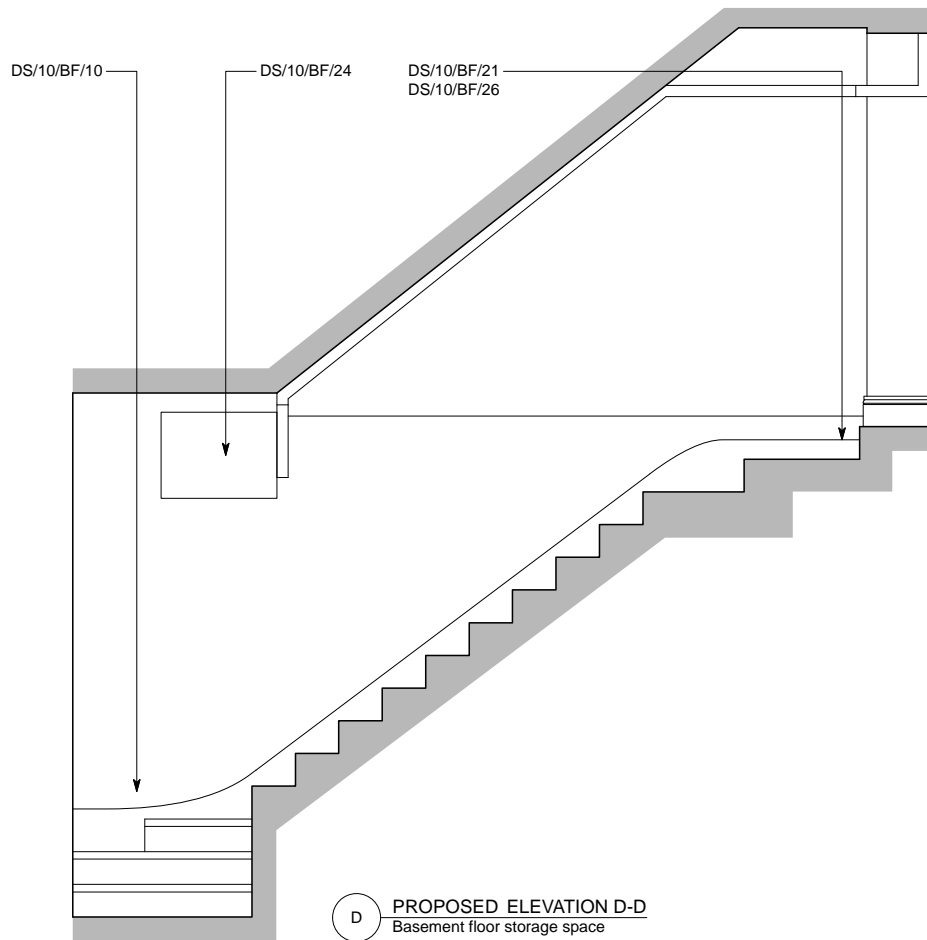 DS/10/BF/10
DS/10/BF/24
DS/10/BF/21
DS/10/BF/26
D
PROPOSED ELEVATION D-D
Basement floor storage space